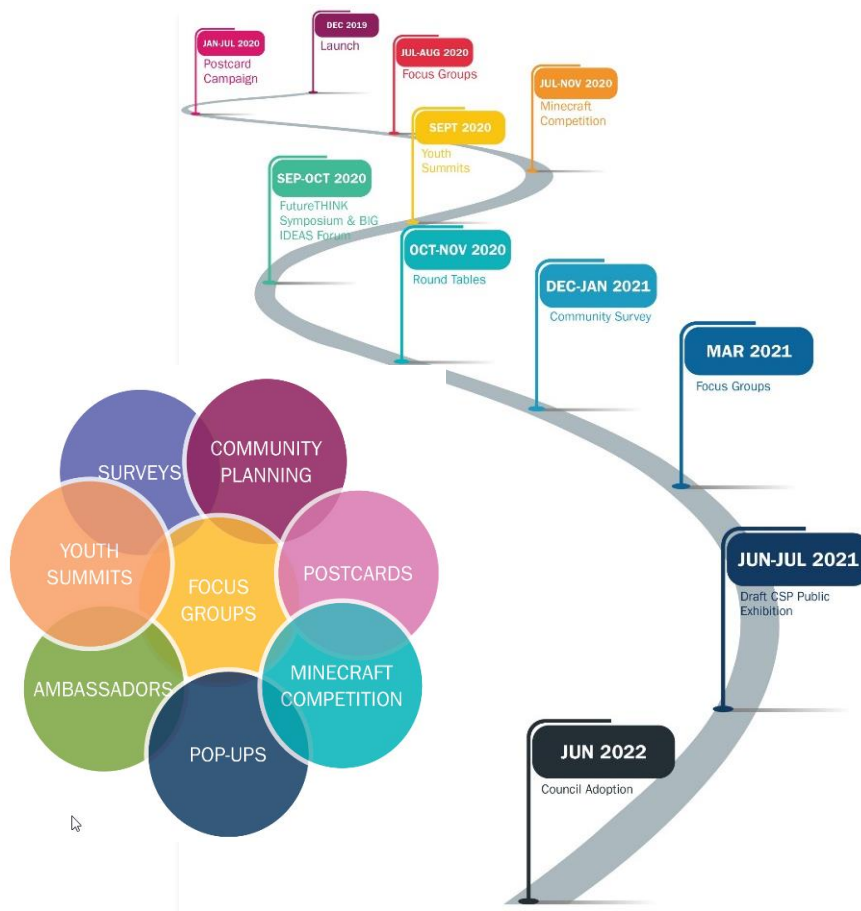 DEC 2019
Launch
JAN-JUL 2020
Postcard
Campaign
JUL-AUG 2020
Focus Groups
JUL-NOV 2020
Minecraft
Competition
SEPT 2020
Youth
Summits
SEP-OCT 2020
FutureTHINK
Symposium & BIG
IDEAS Forum
OCT-NOV 2020
Round Tables
DEC-JAN 2021
Community Survey
MAR 2021
Focus Groups
JUN-JUL 2021
Draft CSP Public
Exhibition
JUN 2022
Council Adoption
SURVEYS
COMMUNITY
PLANNING
YOUTH
SUMMITS
FOCUS
GROUPS
POSTCARDS
AMBASSADORS
MINECRAFT
COMPETITION
POP-UPS